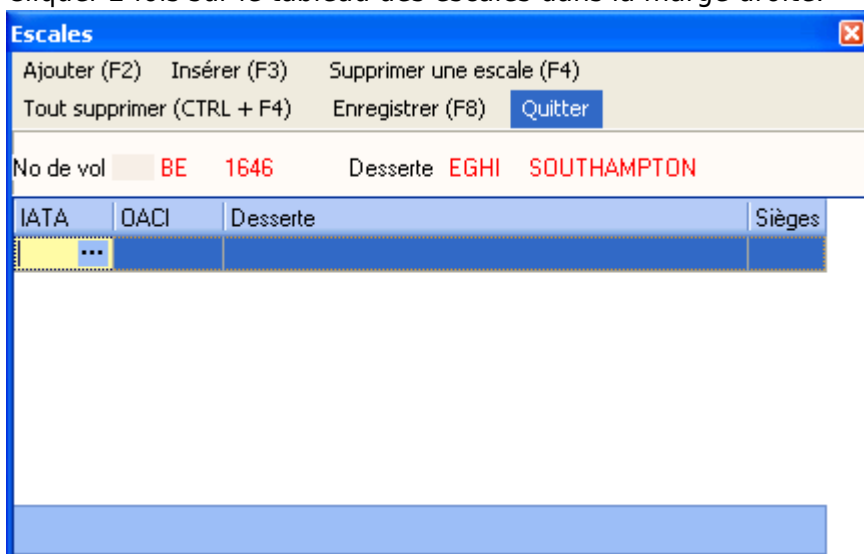 Cliquer 1 fois sur le tableau des escales dans la marge droite.
Escales
Ajouter (F2) Insérer (F3) Supprimer une escale (F4)
Tout supprimer (CTRL + F4) Enregistrer (F8) Quitter
No de vol BE 1646 Desserte EGHI SOUTHAMPTON
IATA OACI Desserte Sièges
...